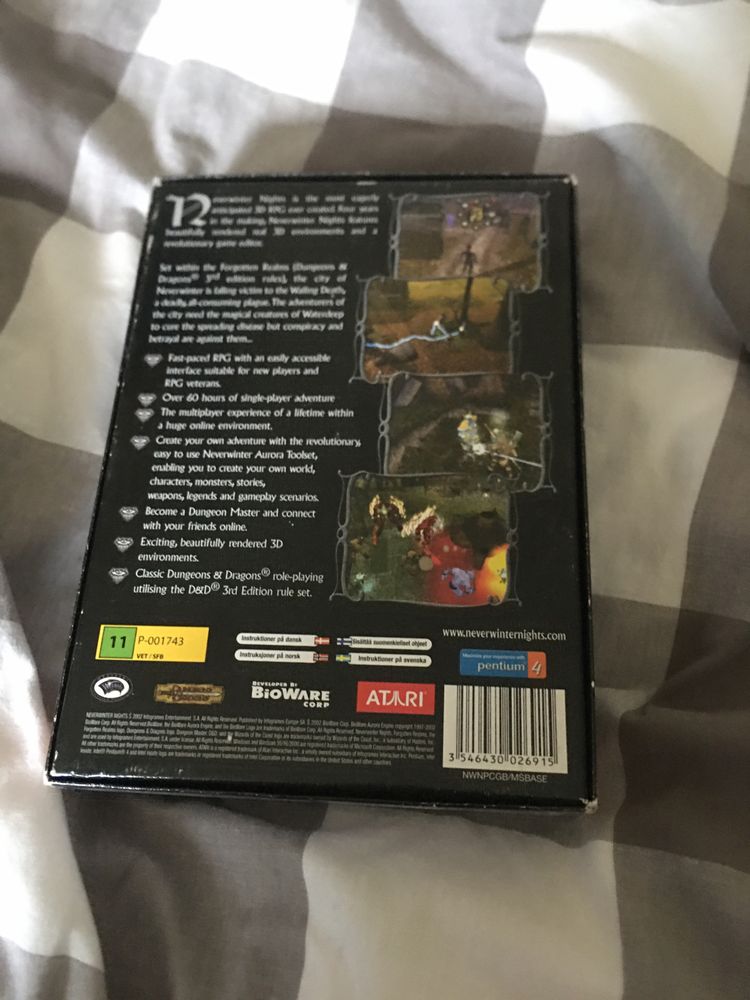 Neverwinter Nights is the most eagerly
anticipated 3D RPG ever created. Four years
in the making, Neverwinter Nights features
beautifully rendered real 3D environments and a
revolutionary game editor.
Set within the Forgotten Realms (Dungeons &
Dragons® 3rd edition rules), the city of
Neverwinter is falling victim to the Wailing Death,
a deadly, all-consuming plague. The adventurers of
the city need the magical creatures of Waterdeep
to cure the spreading disease but conspiracy and
betrayal are against them...
Fast-paced RPG with an easily accessible
interface suitable for new players and
RPG veterans.
Over 60 hours of single-player adventure
The multiplayer experience of a lifetime within
a huge online environment.
Create your own adventure with the revolutionary,
easy to use Neverwinter Aurora Toolset,
enabling you to create your own world,
characters, monsters, stories,
weapons, legends and gameplay scenarios.
Become a Dungeon Master and connect
with your friends online.
Exciting, beautifully rendered 3D
environments.
Classic Dungeons & Dragons® role-playing
utilising the D&D® 3rd Edition rule set.
www.neverwinternights.com
11 P-001743
VET/SFB
Instruktioner på dansk
Sisältää suomenkieliset ohjeet
Instruksjoner på norsk
Instruktioner på svenska
pentium 4
DUNGEONS & DRAGONS
DEVELOPED BY
BIOWARE
CORP
ATARI
3 546430 026915
NWNPCGB/MSBASE